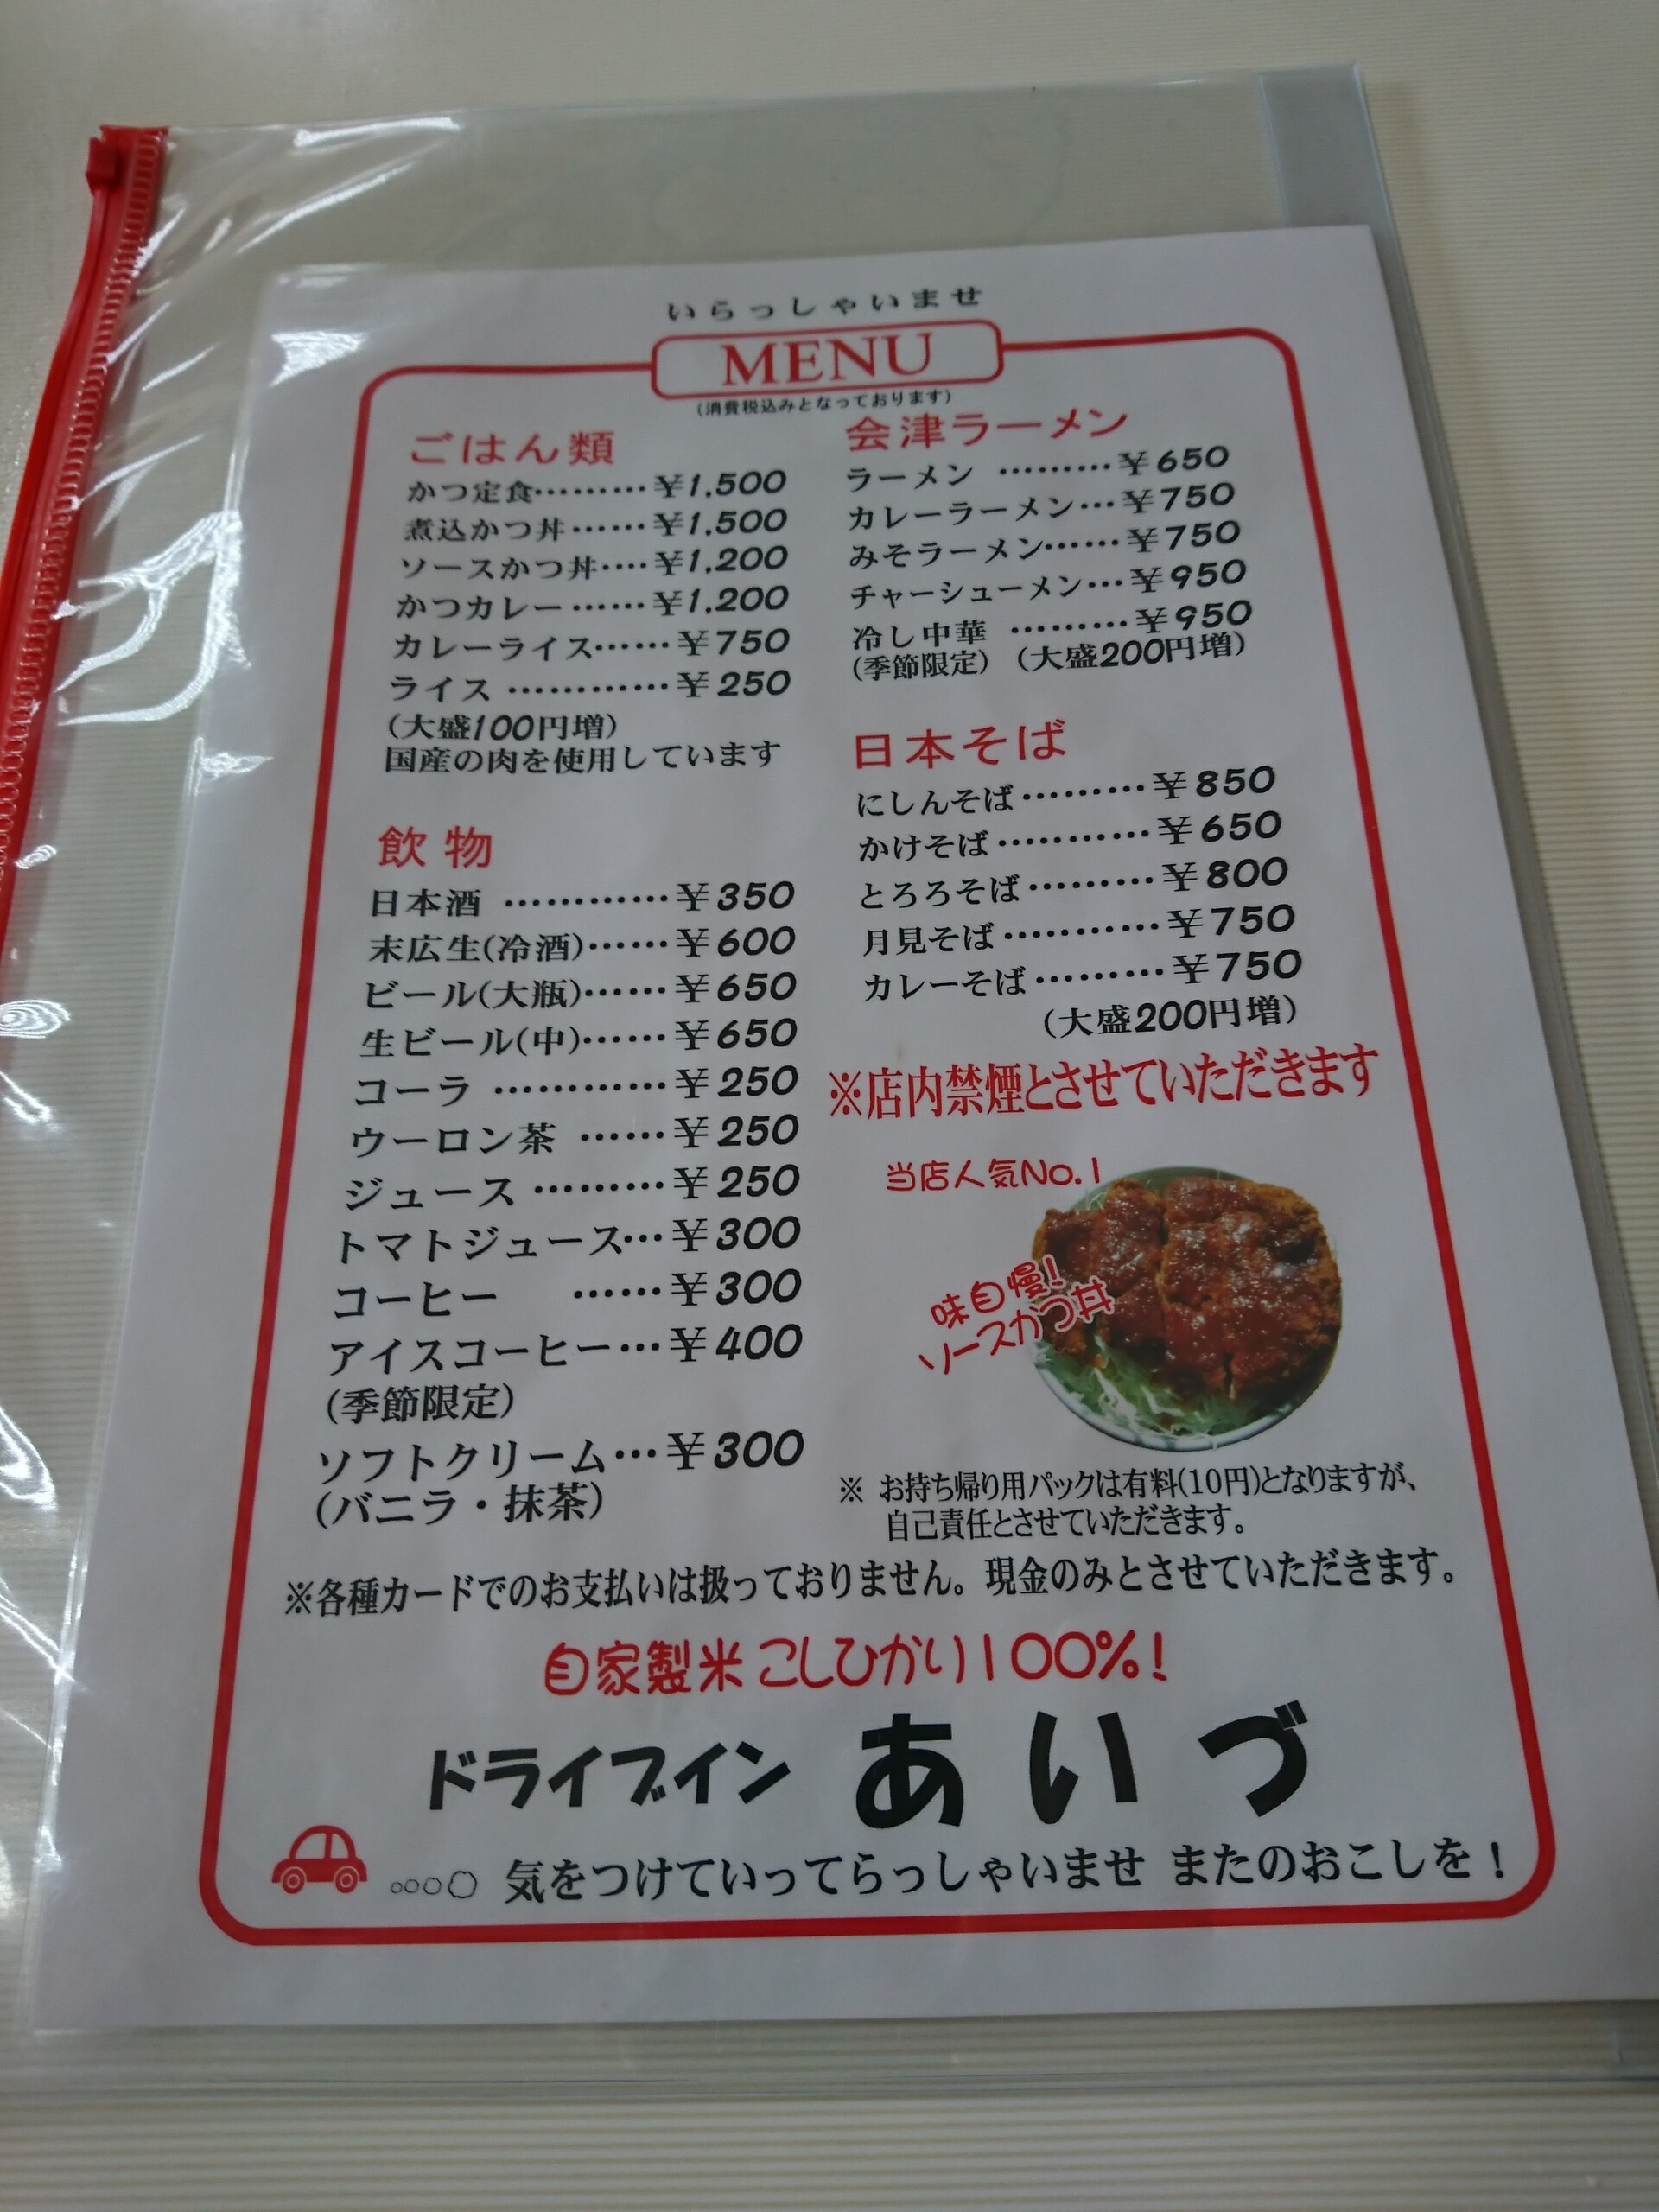 いらっしゃいませ
MENU
(消費税込みとなっております)
ごはん類
かつ定食………¥1,500
煮込かつ丼……¥1,500
ソースかつ丼‥‥¥1,200
かつカレー……¥1,200
カレーライス……¥750
ライス …………¥250
(大盛100円増)
国産の肉を使用しています
飲物
日本酒 …………¥350
末広生(冷酒)……¥600
ビール(大瓶)……¥650
生ビール(中)……¥650
コーラ …………¥250
ウーロン茶 ……¥250
ジュース ………¥250
トマトジュース…¥300
コーヒー ……¥300
アイスコーヒー…¥400
(季節限定)
ソフトクリーム…¥300
(バニラ・抹茶)
会津ラーメン
ラーメン ………¥650
カレーラーメン…¥750
みそラーメン……¥750
チャーシューメン…¥950
冷し中華 ………¥950
(季節限定) (大盛200円増)
日本そば
にしんそば………¥850
かけそば…………¥650
とろろそば………¥800
月見そば…………¥750
カレーそば………¥750
(大盛200円増)
※店内禁煙とさせていただきます
当店人気No.1
味自慢!
ソースかつ丼
※ お持ち帰り用パックは有料(10円)となりますが、
自己責任とさせていただきます。
※各種カードでのお支払いは扱っておりません。現金のみとさせていただきます。
自家製米こしひかり100%!
ドライブイン あいづ
気をつけていってらっしゃいませ またのおこしを!